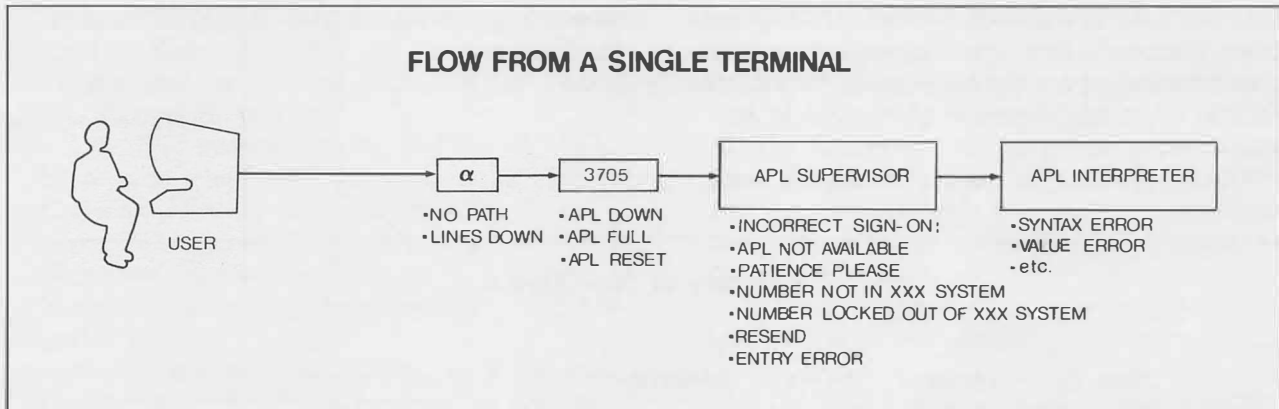 FLOW FROM A SINGLE TERMINAL
USER
α
•NO PATH
•LINES DOWN
3705
•APL DOWN
•APL FULL
•APL RESET
APL SUPERVISOR
•INCORRECT SIGN-ON:
•APL NOT AVAILABLE
•PATIENCE PLEASE
•NUMBER NOT IN XXX SYSTEM
•NUMBER LOCKED OUT OF XXX SYSTEM
•RESEND
•ENTRY ERROR
APL INTERPRETER
•SYNTAX ERROR
•VALUE ERROR
•etc.